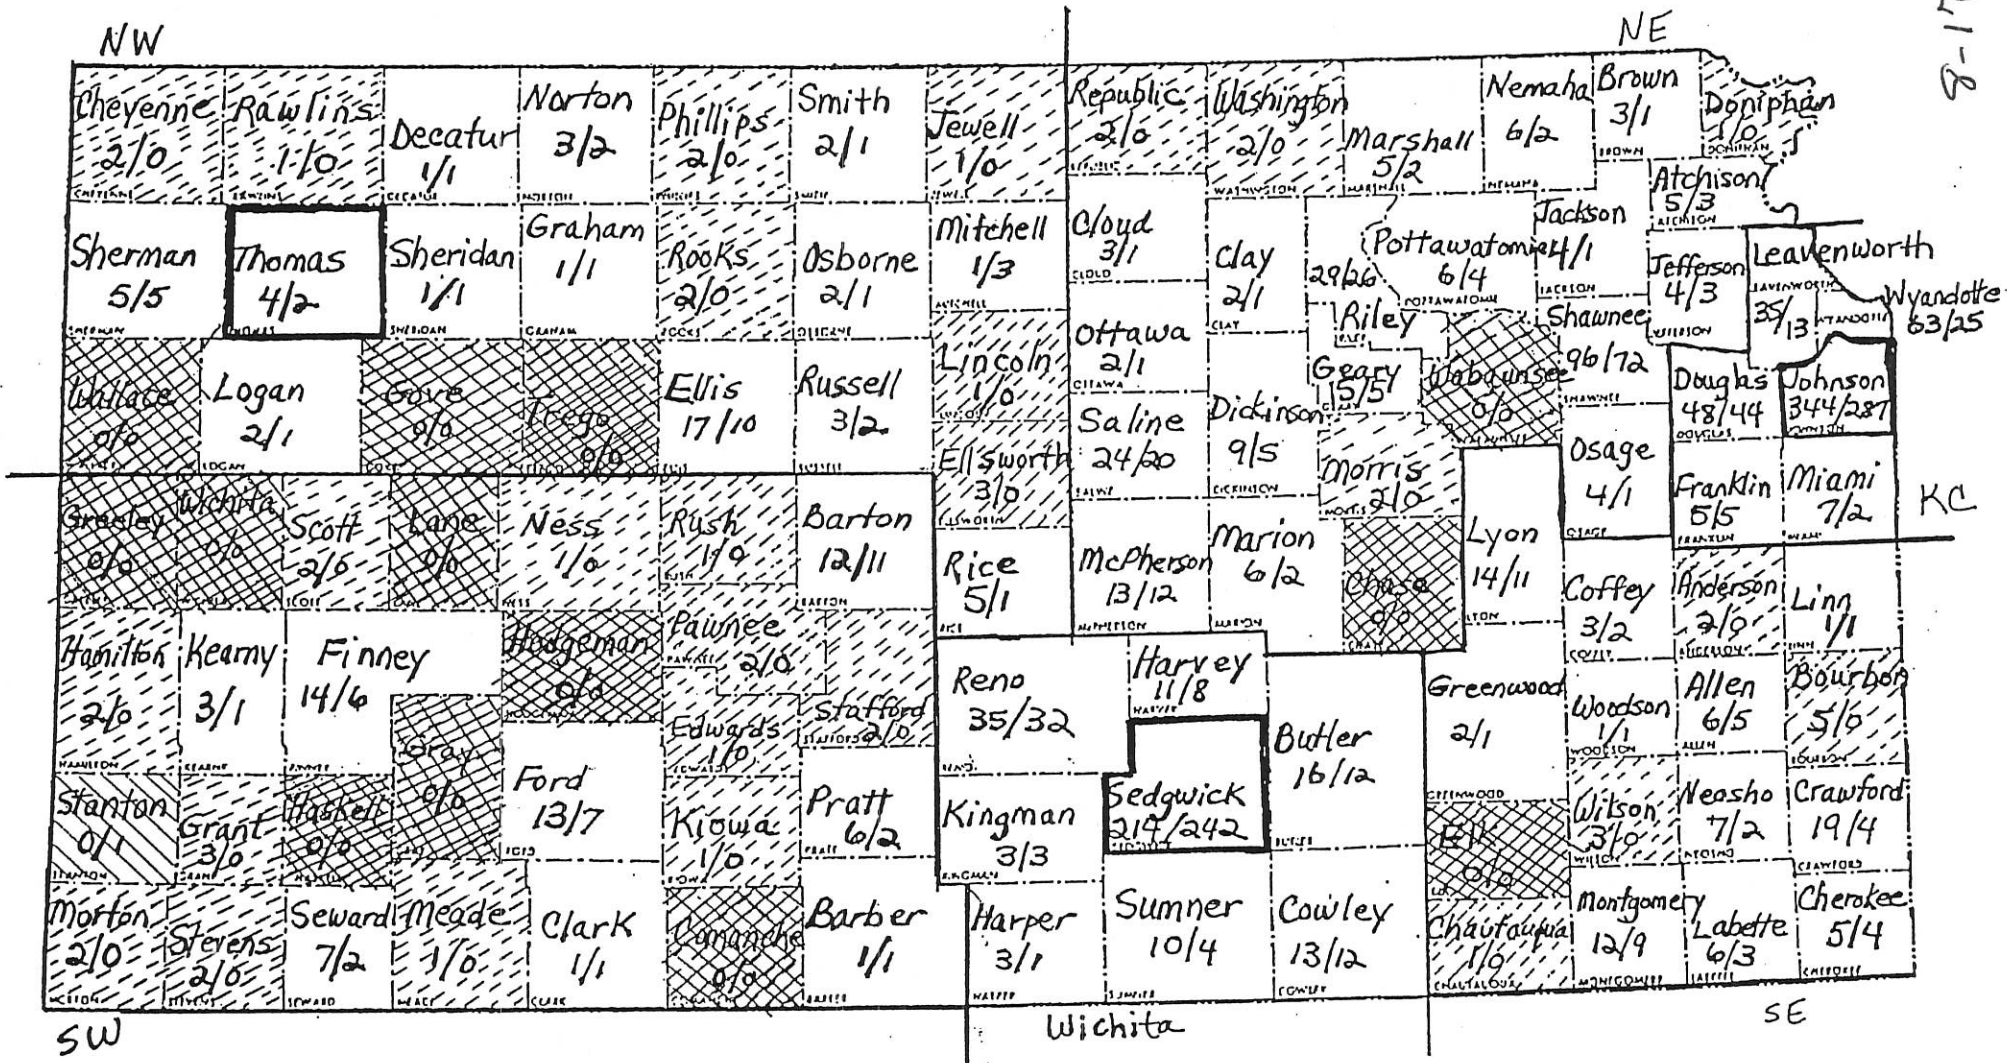 NW
NE
8-17
Cheyenne
2/0
Rawlins
1/0
Decatur
1/1
Norton
3/2
Phillips
2/0
Smith
2/1
Jewell
1/0
Republic
2/0
Washington
2/0
Marshall
5/2
Nemaha
6/2
Brown
3/1
Doniphan
1/0
Atchison
5/3
Sherman
5/5
Thomas
4/2
Sheridan
1/1
Graham
1/1
Rooks
2/0
Osborne
2/1
Mitchell
1/3
Cloud
3/1
Clay
2/1
29/26
Riley
Pottawatomie
6/4
Jackson
4/1
Jefferson
4/3
Leavenworth
35/13
Wyandotte
63/25
Wallace
0/0
Logan
2/1
Gove
0/0
Trego
0/0
Ellis
17/10
Russell
3/2
Lincoln
1/0
Ottawa
2/1
Geary
5/5
Wabaunsee
0/0
Shawnee
96/72
Douglas
48/44
Johnson
344/287
Ellsworth
3/0
Saline
24/20
Dickinson
9/5
Morris
2/0
Osage
4/1
Franklin
5/5
Miami
7/2
KC
Greeley
0/0
Wichita
0/0
Scott
2/0
Lane
0/0
Ness
1/0
Rush
1/0
Barton
12/11
Rice
5/1
McPherson
13/12
Marion
6/2
Chase
0/0
Lyon
14/11
Coffey
3/2
Anderson
2/0
Linn
1/1
Hamilton
2/0
Kearny
3/1
Finney
14/6
Hodgeman
0/0
Pawnee
2/0
Edwards
1/0
Stafford
2/0
Reno
35/32
Harvey
11/8
Butler
16/12
Greenwood
2/1
Woodson
1/1
Allen
6/5
Bourbon
5/0
Stanton
0/1
Grant
3/0
Haskell
0/0
Gray
0/0
Ford
13/7
Kiowa
1/0
Pratt
6/2
Kingman
3/3
Sedgwick
/242
Elk
0/0
Wilson
3/0
Neosho
7/2
Crawford
19/4
Morton
2/0
Stevens
2/0
Seward
7/2
Meade
1/0
Clark
1/1
Comanche
0/0
Barber
1/1
Harper
3/1
Sumner
10/4
Cowley
13/12
Chautauqua
1/0
Montgomery
12/9
Labette
6/3
Cherokee
5/4
SW
Wichita
SE